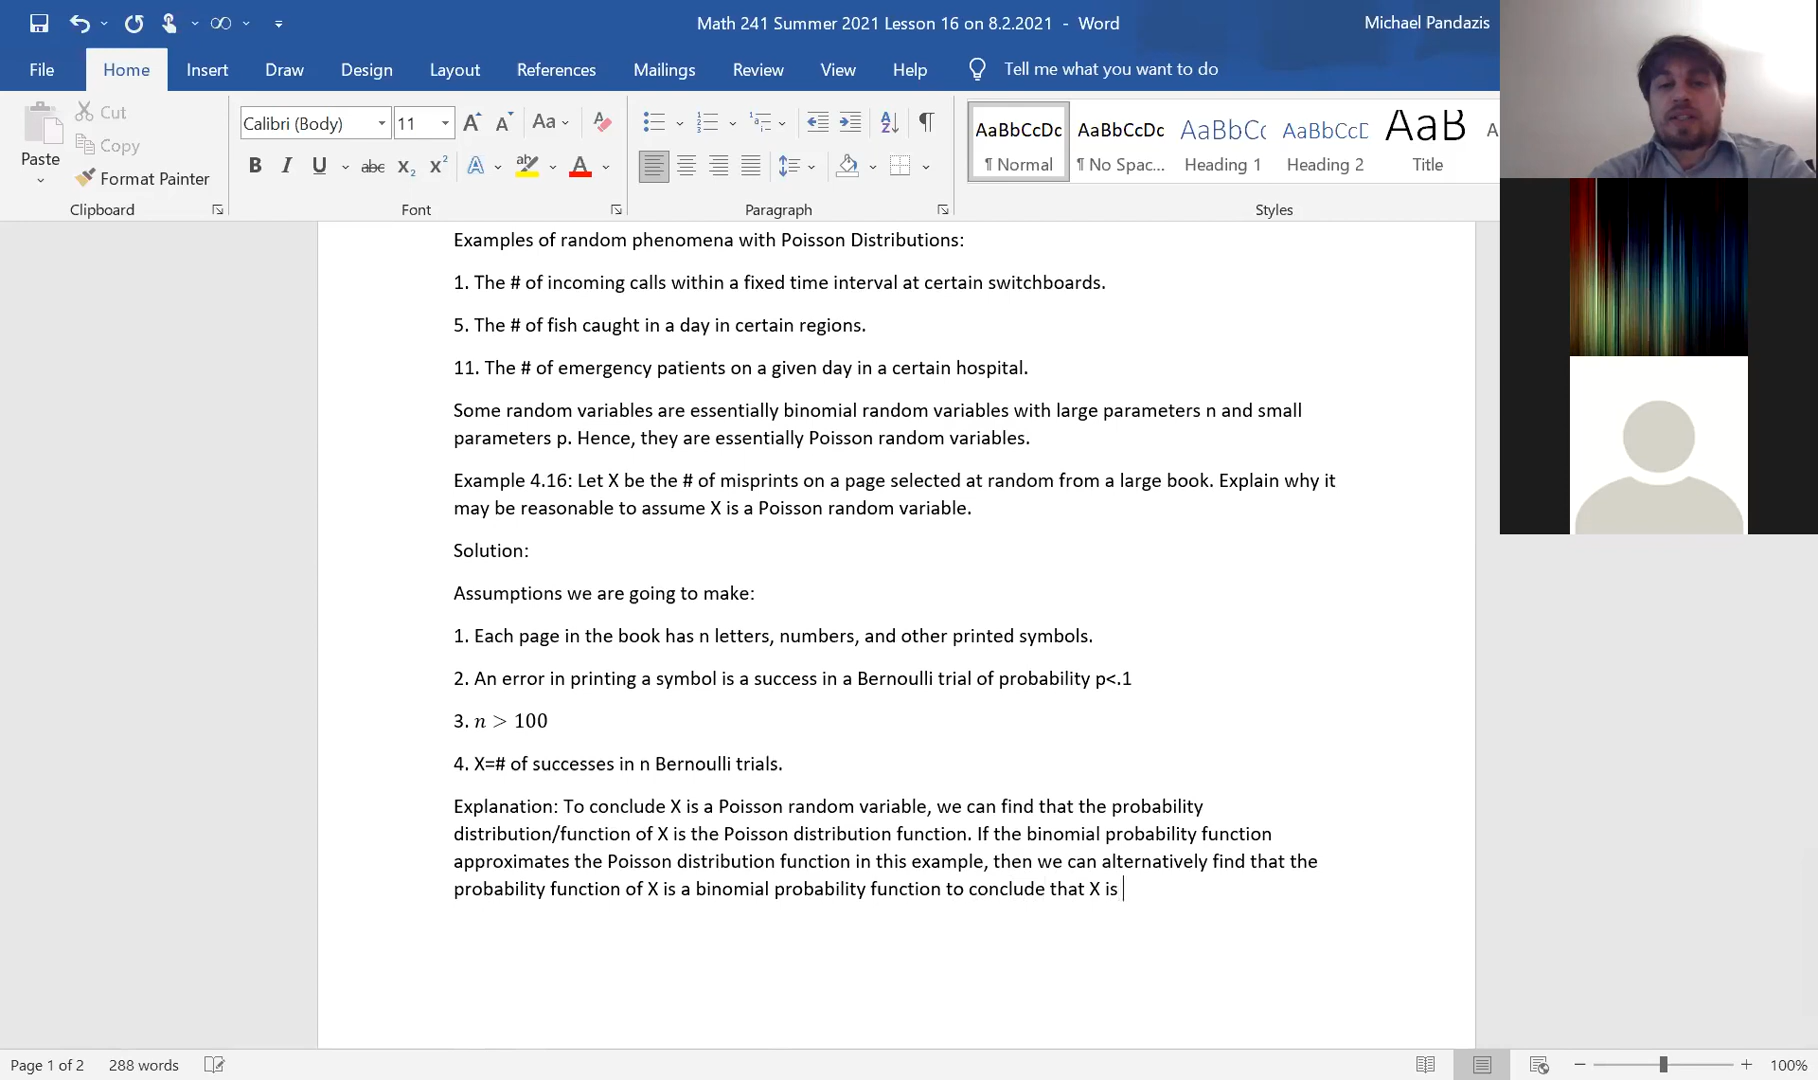 Math 241 Summer 2021 Lesson 16 on 8.2.2021 - Word
Michael Pandazis
File Home Insert Draw Design Layout References Mailings Review View Help Tell me what you want to do
Paste
Cut
Copy
Format Painter
Clipboard
Calibri (Body) 11
Font
Paragraph
AaBbCcDc AaBbCcDc AaBbCc AaBbCcD AaB A
¶ Normal ¶ No Spac... Heading 1 Heading 2 Title
Styles
Examples of random phenomena with Poisson Distributions:
1. The # of incoming calls within a fixed time interval at certain switchboards.
5. The # of fish caught in a day in certain regions.
11. The # of emergency patients on a given day in a certain hospital.
Some random variables are essentially binomial random variables with large parameters n and small
parameters p. Hence, they are essentially Poisson random variables.
Example 4.16: Let X be the # of misprints on a page selected at random from a large book. Explain why it
may be reasonable to assume X is a Poisson random variable.
Solution:
Assumptions we are going to make:
1. Each page in the book has n letters, numbers, and other printed symbols.
2. An error in printing a symbol is a success in a Bernoulli trial of probability p<.1
3. n > 100
4. X=# of successes in n Bernoulli trials.
Explanation: To conclude X is a Poisson random variable, we can find that the probability
distribution/function of X is the Poisson distribution function. If the binomial probability function
approximates the Poisson distribution function in this example, then we can alternatively find that the
probability function of X is a binomial probability function to conclude that X is
Page 1 of 2 288 words 100%